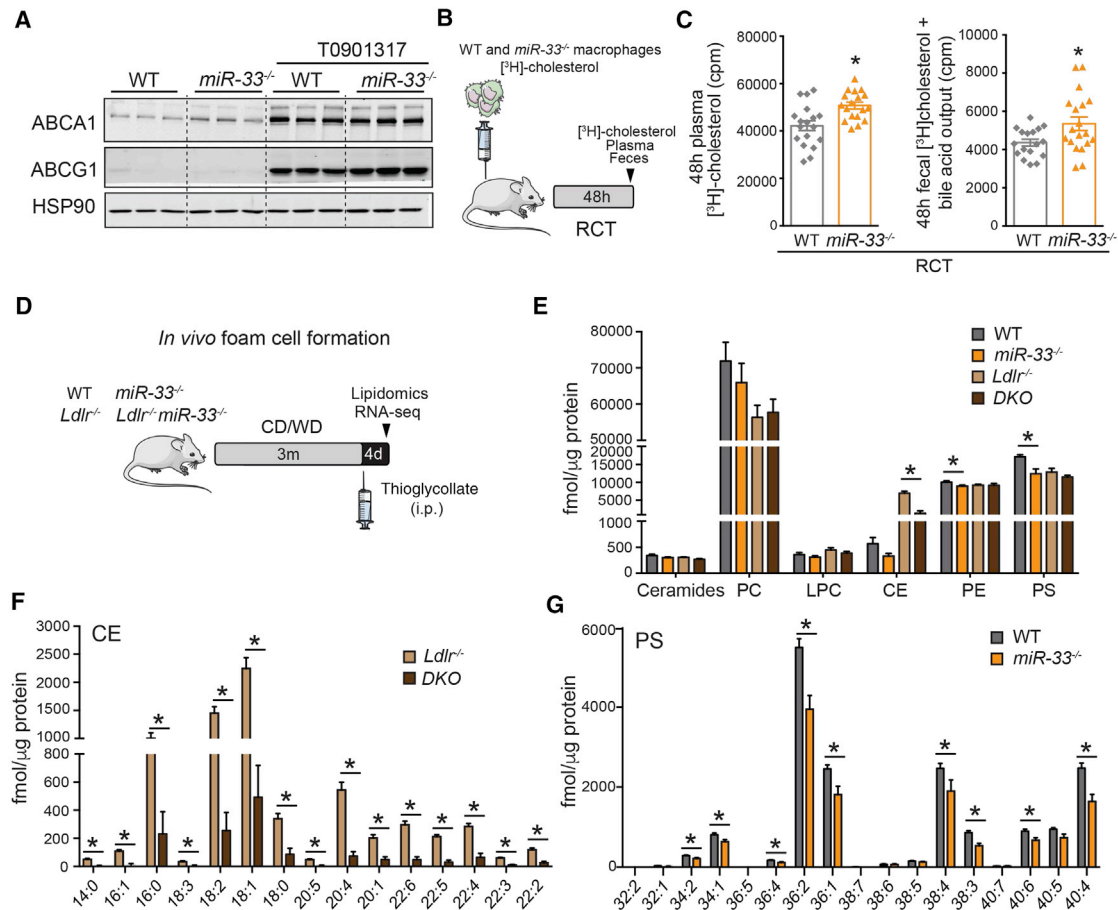 A
T0901317
WT
miR-33-/-
WT
miR-33-/-
ABCA1
ABCG1
HSP90
B
WT and miR-33-/- macrophages
[³H]-cholesterol
[³H]-cholesterol
Plasma
Feces
48h
RCT
C
48h plasma
[³H]-cholesterol (cpm)
80000
60000
40000
20000
0
*
WT
miR-33-/-
48h fecal [³H]cholesterol +
bile acid output (cpm)
10000
8000
6000
4000
2000
0
*
WT
miR-33-/-
RCT
D
In vivo foam cell formation
WT miR-33-/-
Ldlr-/- Ldlr-/-miR-33-/-
CD/WD
3m
4d
Lipidomics
RNA-seq
Thioglycollate
(i.p.)
E
fmol/µg protein
80000
70000
60000
50000
20000
15000
10000
5000
1000
500
0
WT
miR-33-/-
Ldlr-/-
DKO
*
*
*
Ceramides
PC
LPC
CE
PE
PS
F
CE
fmol/µg protein
3000
2500
2000
1500
1000
800
600
400
200
0
Ldlr-/-
DKO
* * * * * * * * * * * * * * *
14:0 16:1 16:0 18:3 18:2 18:1 18:0 20:5 20:4 20:1 22:6 22:5 22:4 22:3 22:2
G
PS
fmol/µg protein
6000
4000
2000
0
WT
miR-33-/-
* * * * * * * * *
32:2 32:1 34:2 34:1 36:5 36:4 36:2 36:1 38:7 38:6 38:5 38:4 38:3 40:7 40:6 40:5 40:4